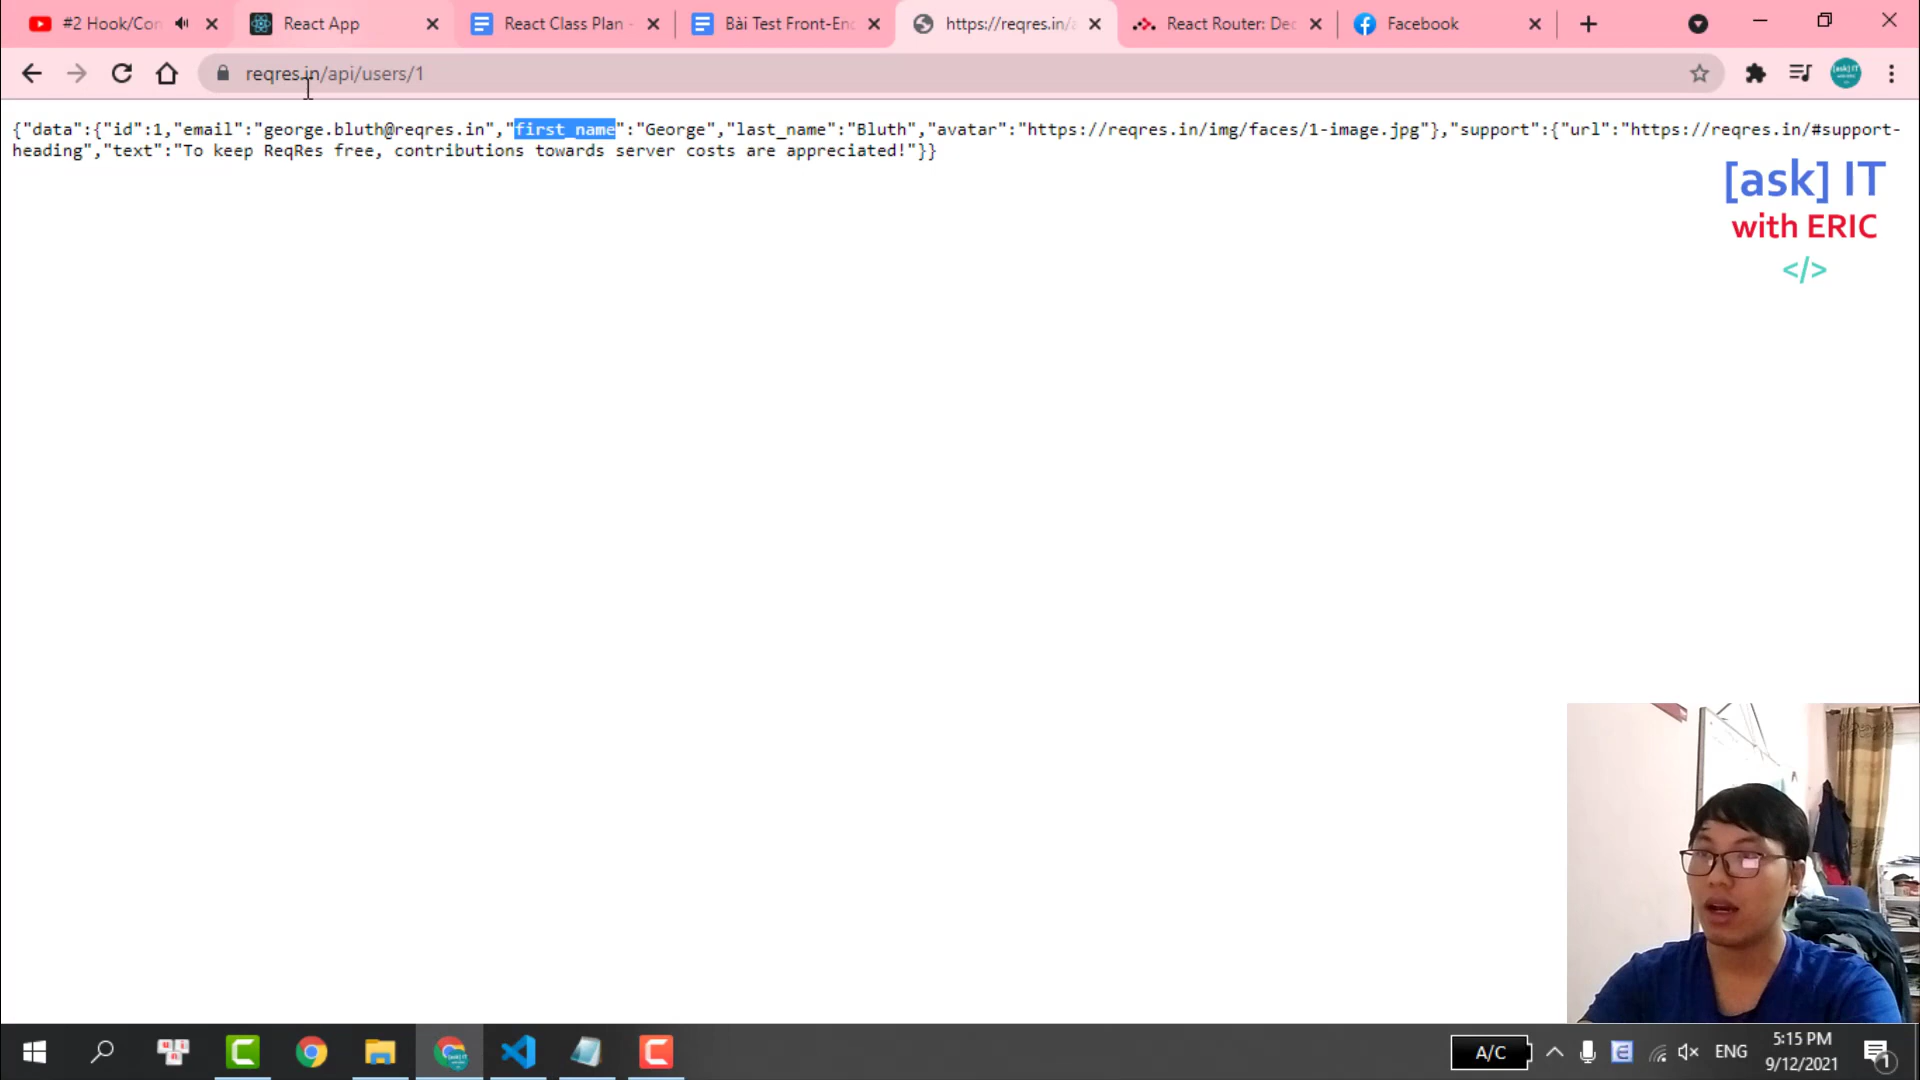 #2 Hook/Con
React App
React Class Plan -
Bài Test Front-End
https://reqres.in/a
React Router: Dec
Facebook
reqres.in/api/users/1
{"data":{"id":1,"email":"george.bluth@reqres.in","first_name":"George","last_name":"Bluth","avatar":"https://reqres.in/img/faces/1-image.jpg"},"support":{"url":"https://reqres.in/#support-
heading","text":"To keep ReqRes free, contributions towards server costs are appreciated!"}}
[ask] IT
with ERIC
</>
A/C
ENG
5:15 PM
9/12/2021
1